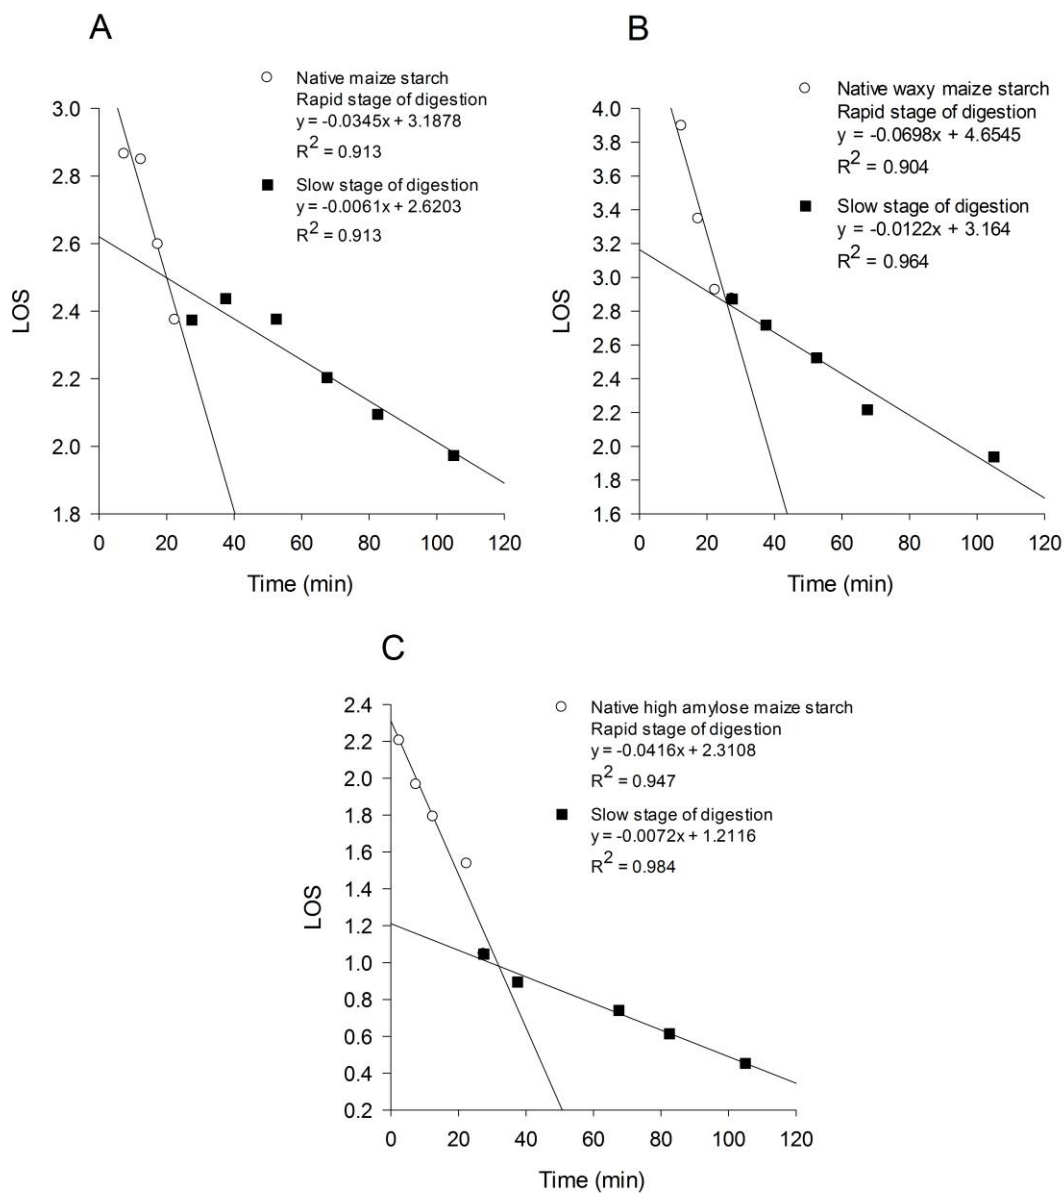 A
Native maize starch
Rapid stage of digestion
y = -0.0345x + 3.1878
R² = 0.913
Slow stage of digestion
y = -0.0061x + 2.6203
R² = 0.913
3.0
2.8
2.6
2.4
2.2
2.0
1.8
LOS
0 20 40 60 80 100 120
Time (min)
B
Native waxy maize starch
Rapid stage of digestion
y = -0.0698x + 4.6545
R² = 0.904
Slow stage of digestion
y = -0.0122x + 3.164
R² = 0.964
4.0
3.8
3.6
3.4
3.2
3.0
2.8
2.6
2.4
2.2
2.0
1.8
1.6
LOS
0 20 40 60 80 100 120
Time (min)
C
Native high amylose maize starch
Rapid stage of digestion
y = -0.0416x + 2.3108
R² = 0.947
Slow stage of digestion
y = -0.0072x + 1.2116
R² = 0.984
2.4
2.2
2.0
1.8
1.6
1.4
1.2
1.0
0.8
0.6
0.4
0.2
LOS
0 20 40 60 80 100 120
Time (min)